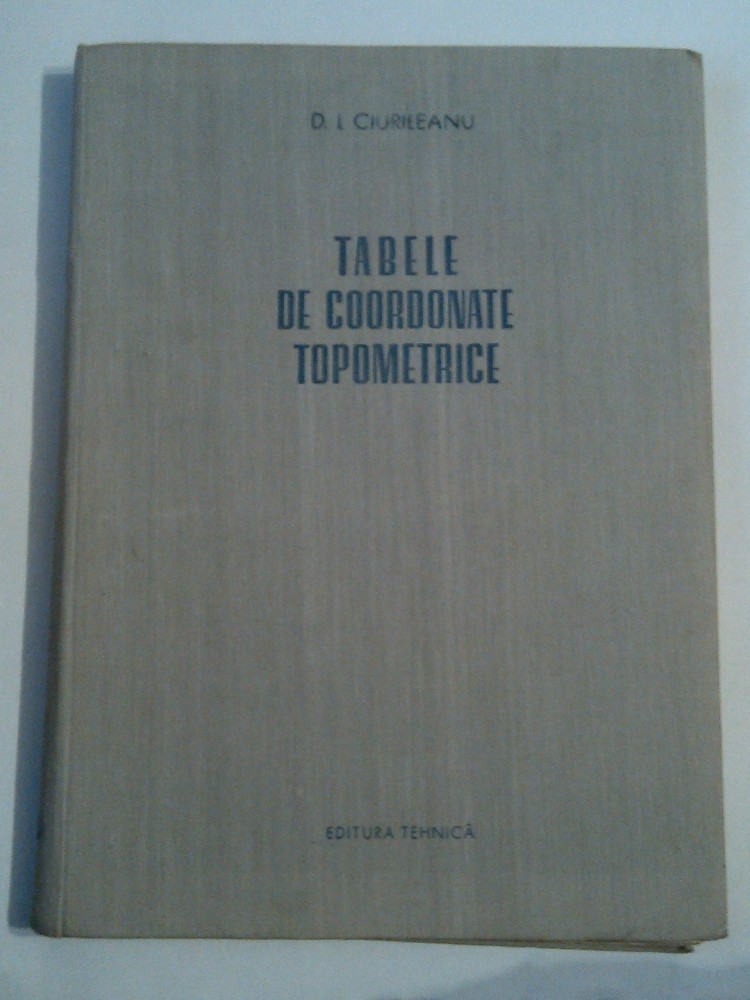 D. I. CIURILEANU
TABELE
DE COORDONATE
TOPOMETRICE
EDITURA TEHNICĂ